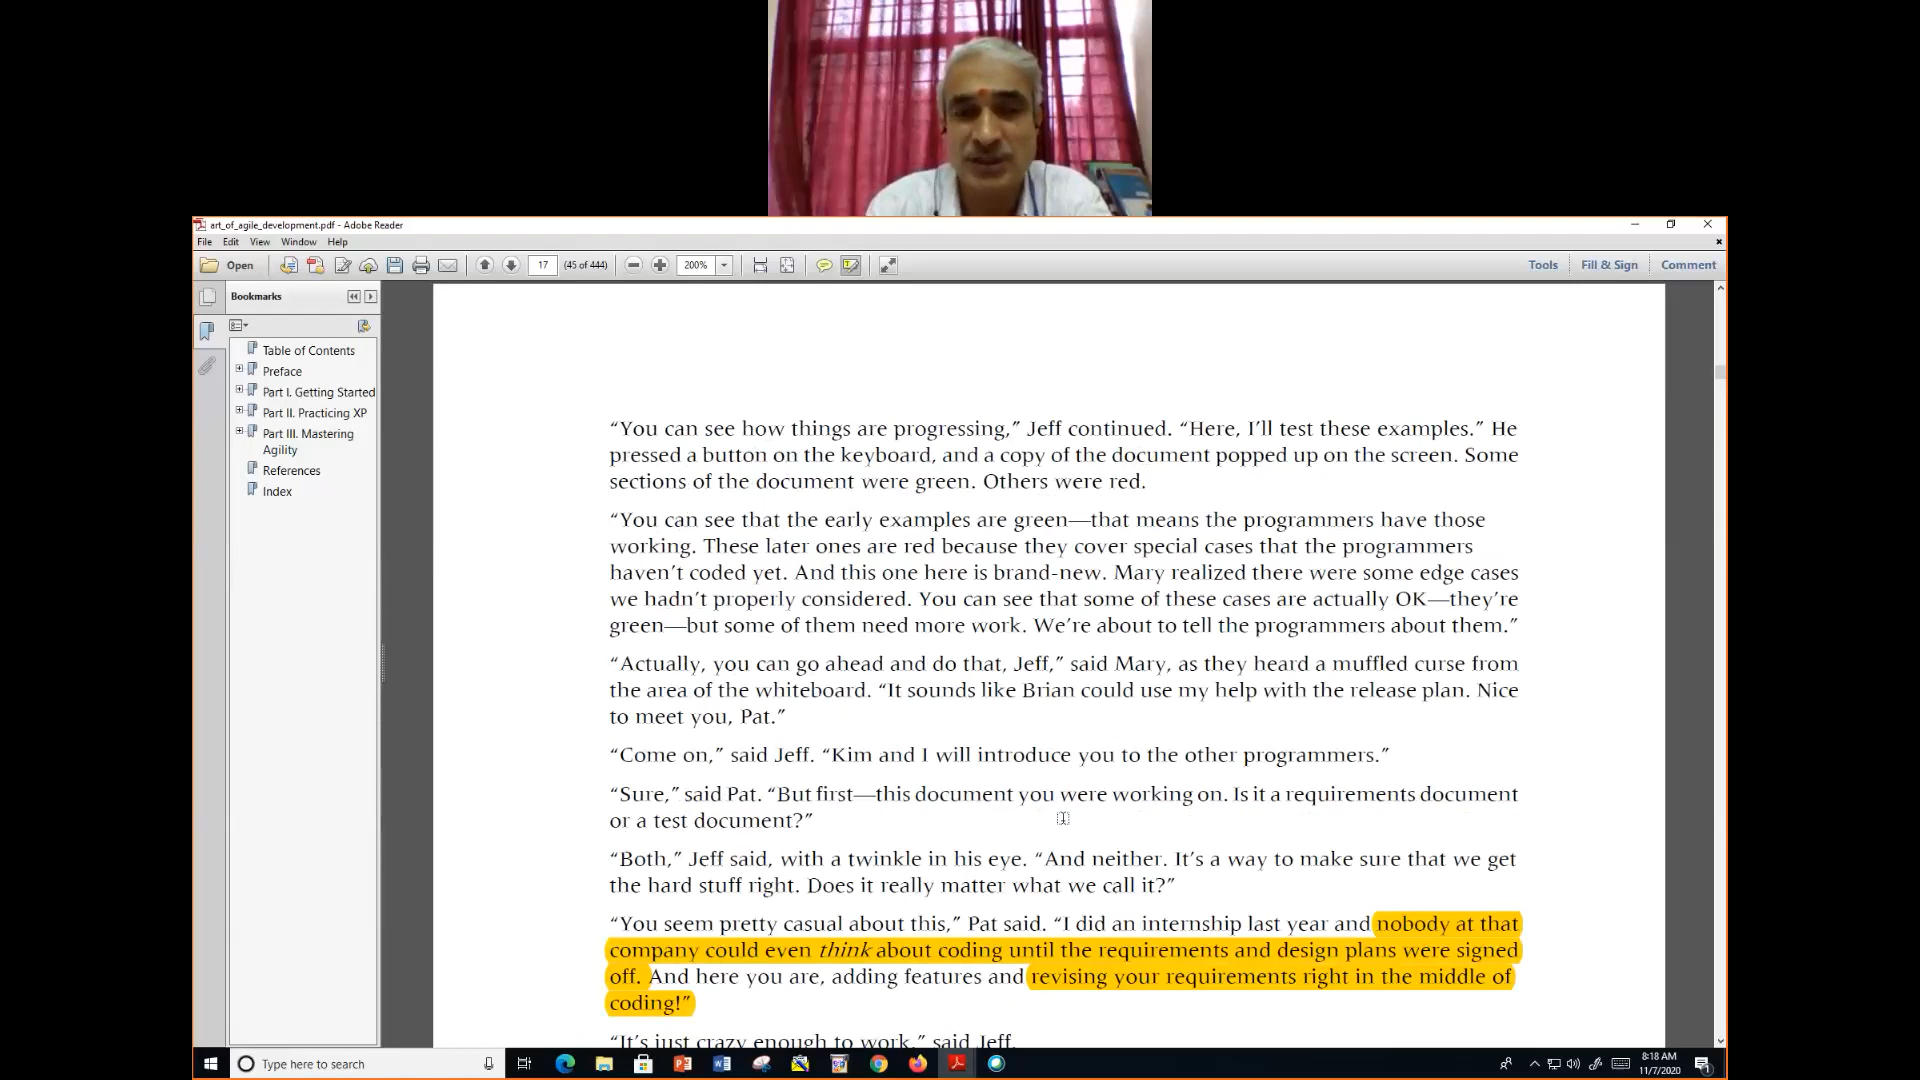 art_of_agile_development.pdf - Adobe Reader
File Edit View Window Help
Open 17 (45 of 444) 200% Tools Fill & Sign Comment
Bookmarks
Table of Contents
Preface
Part I. Getting Started
Part II. Practicing XP
Part III. Mastering
Agility
References
Index
“You can see how things are progressing,” Jeff continued. “Here, I’ll test these examples.” He
pressed a button on the keyboard, and a copy of the document popped up on the screen. Some
sections of the document were green. Others were red.
“You can see that the early examples are green—that means the programmers have those
working. These later ones are red because they cover special cases that the programmers
haven’t coded yet. And this one here is brand-new. Mary realized there were some edge cases
we hadn’t properly considered. You can see that some of these cases are actually OK—they’re
green—but some of them need more work. We’re about to tell the programmers about them.”
“Actually, you can go ahead and do that, Jeff,” said Mary, as they heard a muffled curse from
the area of the whiteboard. “It sounds like Brian could use my help with the release plan. Nice
to meet you, Pat.”
“Come on,” said Jeff. “Kim and I will introduce you to the other programmers.”
“Sure,” said Pat. “But first—this document you were working on. Is it a requirements document
or a test document?”
“Both,” Jeff said, with a twinkle in his eye. “And neither. It’s a way to make sure that we get
the hard stuff right. Does it really matter what we call it?”
“You seem pretty casual about this,” Pat said. “I did an internship last year and nobody at that
company could even think about coding until the requirements and design plans were signed
off. And here you are, adding features and revising your requirements right in the middle of
coding!”
“It’s just crazy enough to work,” said Jeff.
Type here to search
8:18 AM
11/7/2020